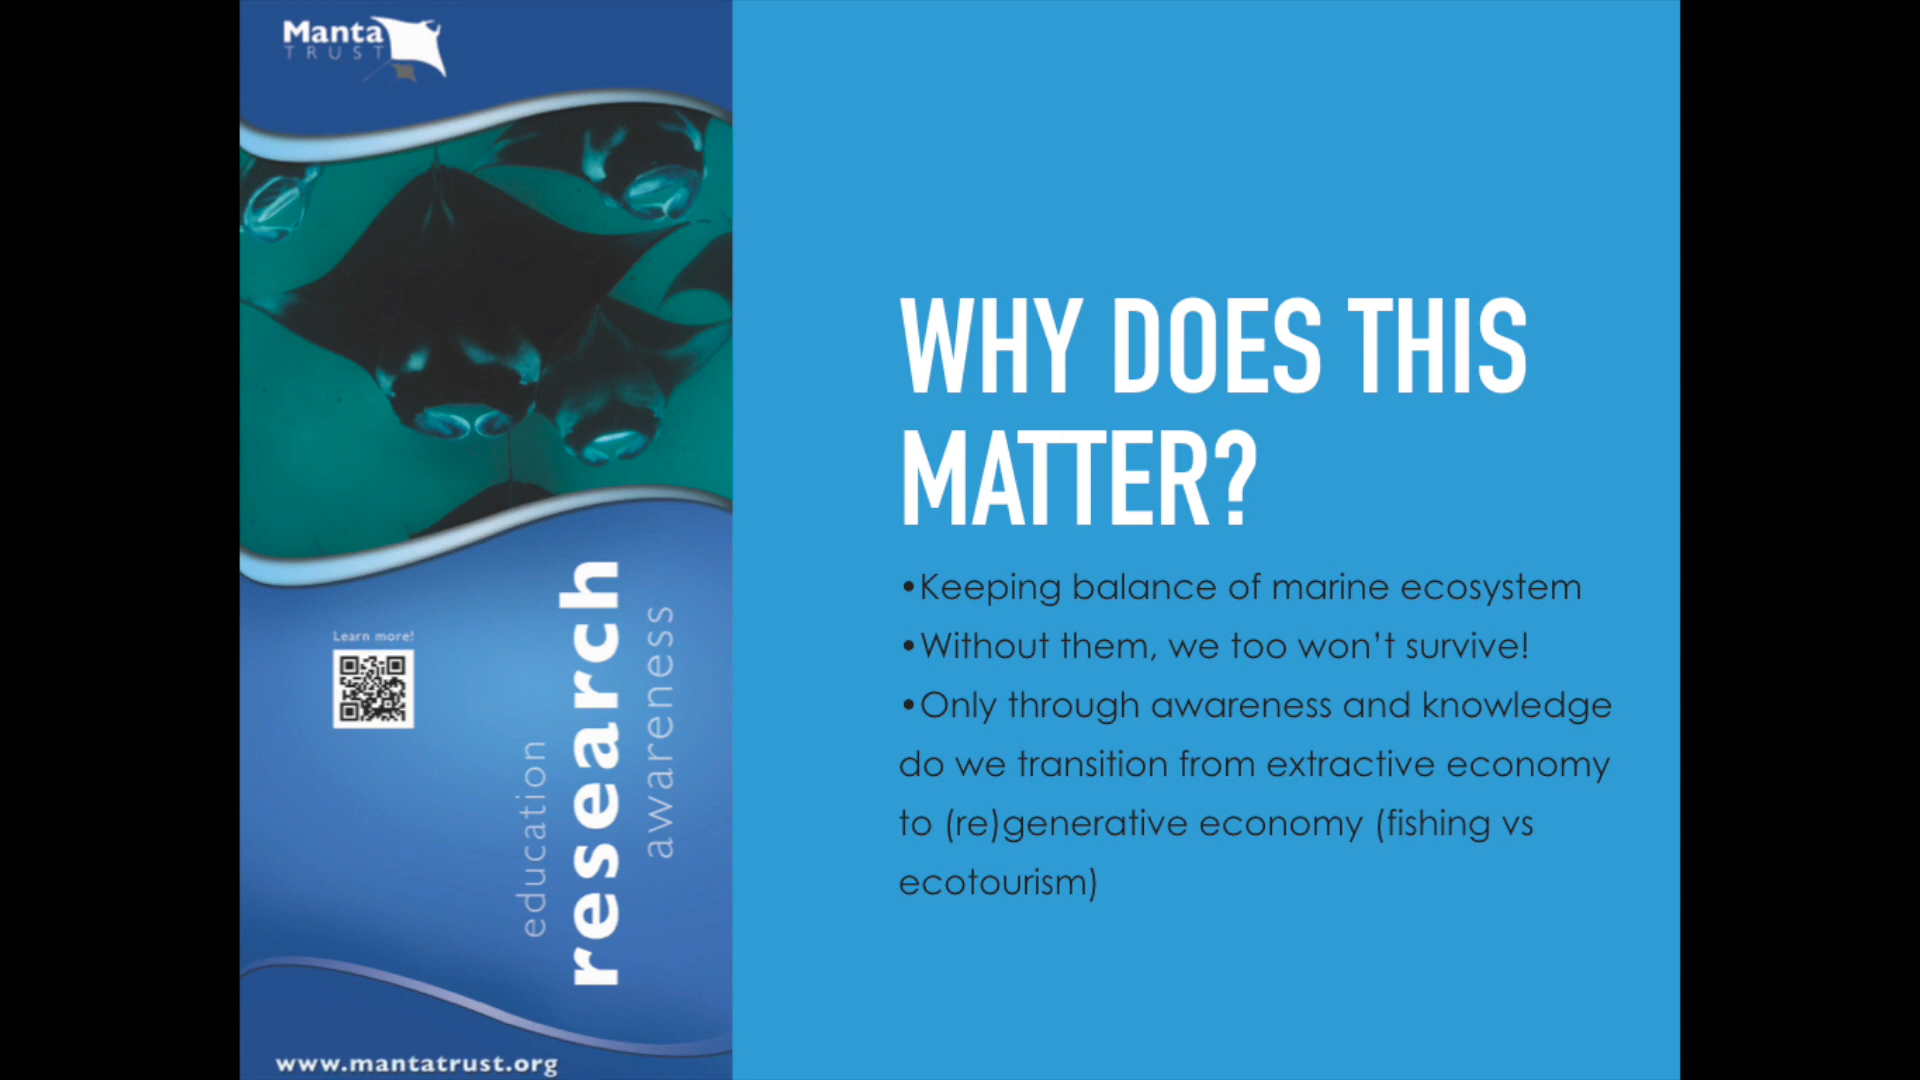 Manta
TRUST
Learn more!
education
research
awareness
www.mantatrust.org
WHY DOES THIS
MATTER?
•Keeping balance of marine ecosystem
•Without them, we too won’t survive!
•Only through awareness and knowledge
do we transition from extractive economy
to (re)generative economy (fishing vs
ecotourism)